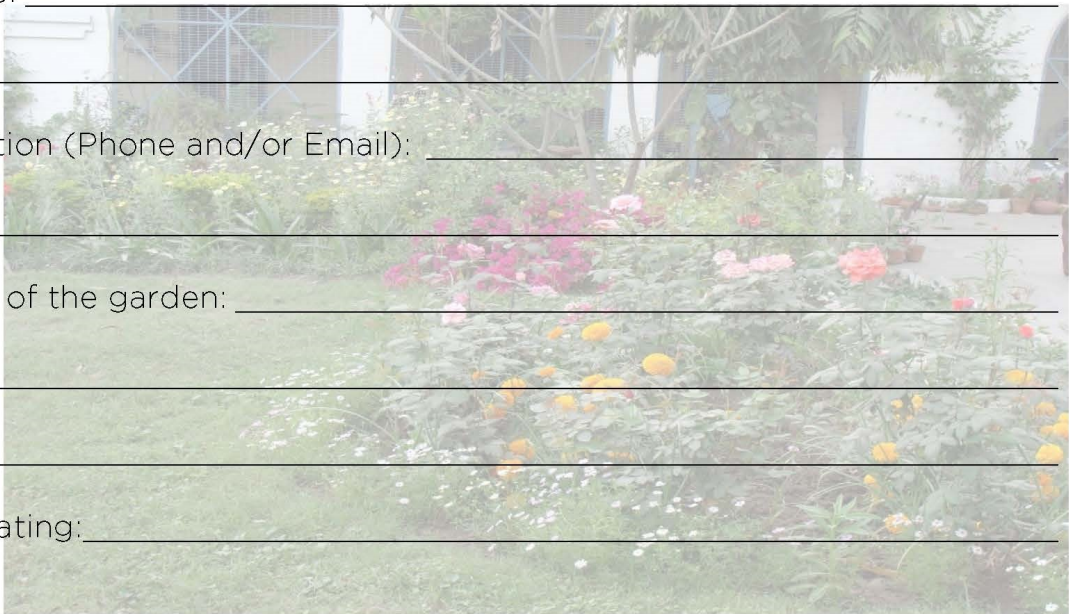 tion (Phone and/or Email):
of the garden:
ating: